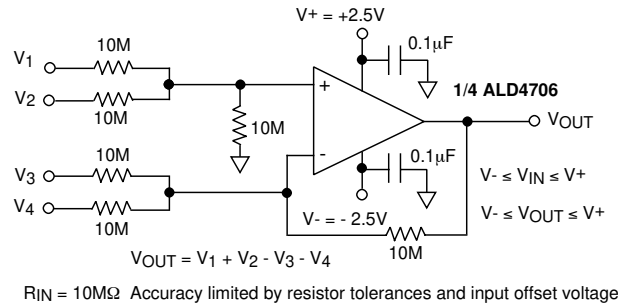 V+ = +2.5V
0.1µF
V1
10M
V2
10M
+
10M
1/4 ALD4706
VOUT
-
10M
V3
V4
10M
0.1µF
V- ≤ VIN ≤ V+
V- = - 2.5V
V- ≤ VOUT ≤ V+
10M
VOUT = V1 + V2 - V3 - V4
RIN = 10MΩ Accuracy limited by resistor tolerances and input offset voltage